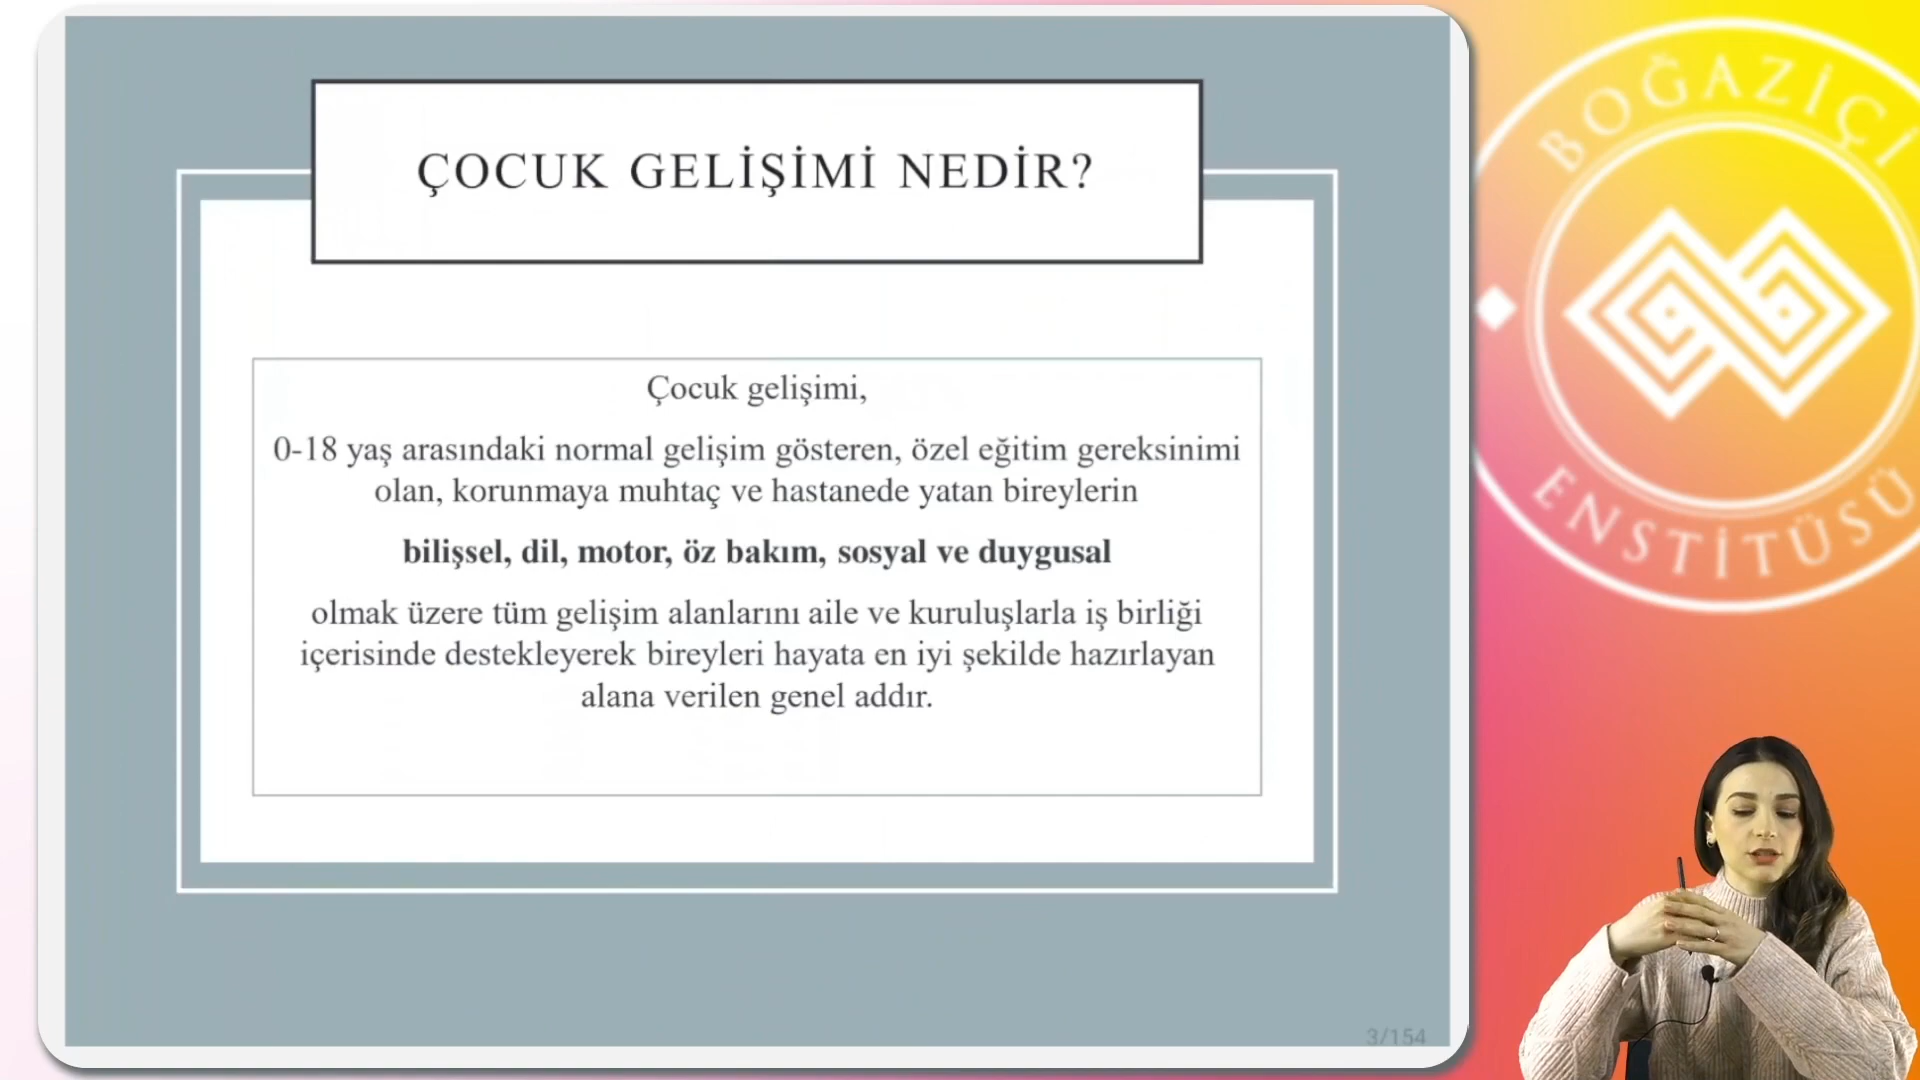 ÇOCUK GELİŞİMİ NEDİR?
Çocuk gelişimi,
0-18 yaş arasındaki normal gelişim gösteren, özel eğitim gereksinimi
olan, korunmaya muhtaç ve hastanede yatan bireylerin
bilişsel, dil, motor, öz bakım, sosyal ve duygusal
olmak üzere tüm gelişim alanlarını aile ve kuruluşlarla iş birliği
içerisinde destekleyerek bireyleri hayata en iyi şekilde hazırlayan
alana verilen genel addır.
3/154
BOĞAZİÇİ
ENSTİTÜSÜ